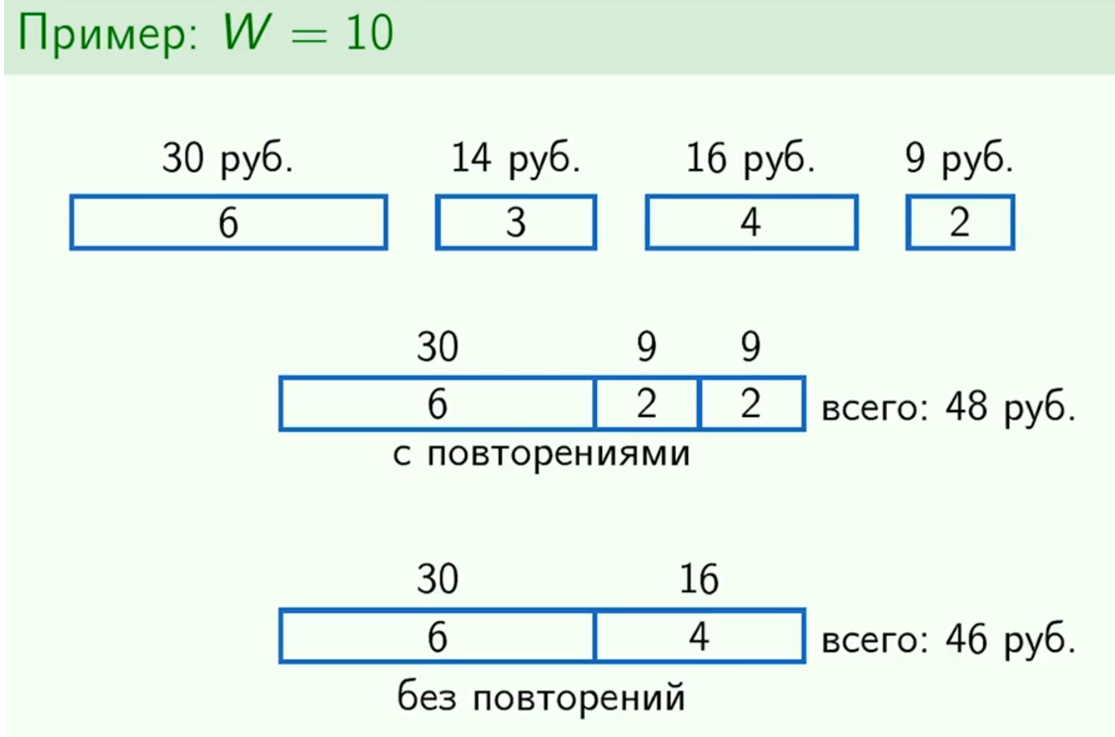 Пример: W = 10
30 руб. 14 руб. 16 руб. 9 руб.
6 3 4 2
30 9 9
6 2 2 всего: 48 руб.
с повторениями
30 16
6 4 всего: 46 руб.
без повторений